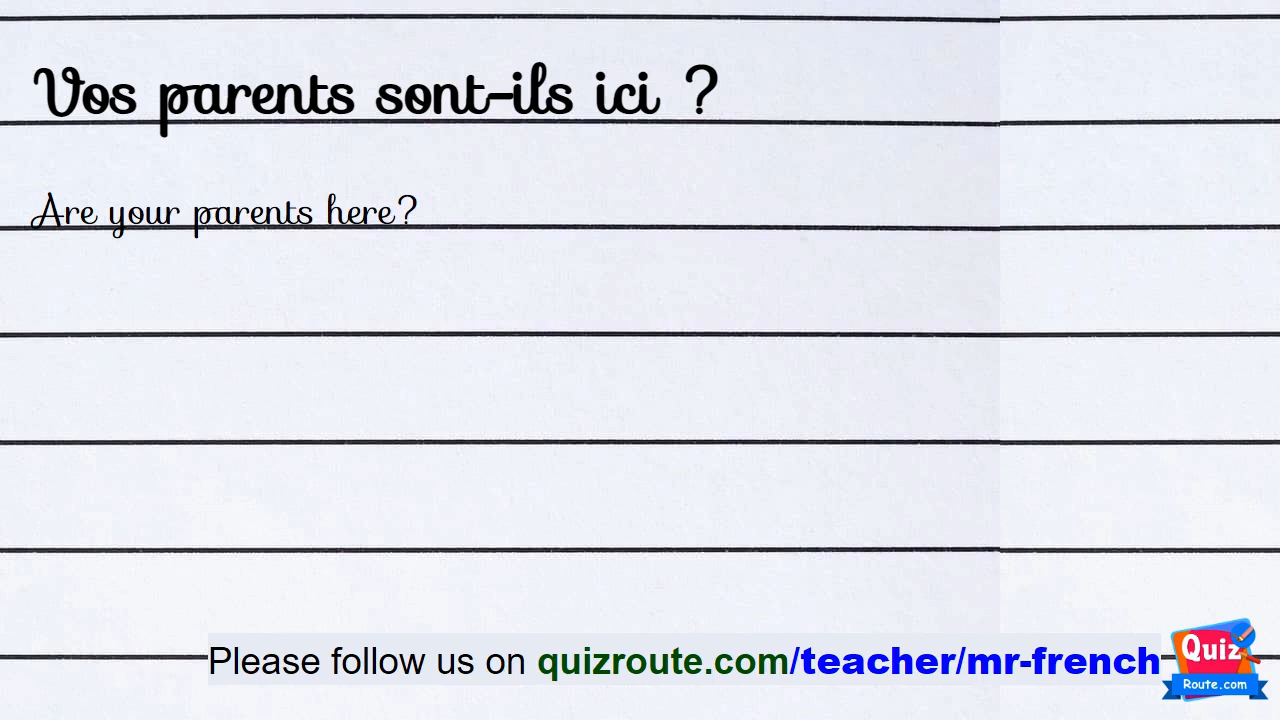 Vos parents sont-ils ici ?
Are your parents here?
Please follow us on quizroute.com/teacher/mr-french
Quiz
Route.com